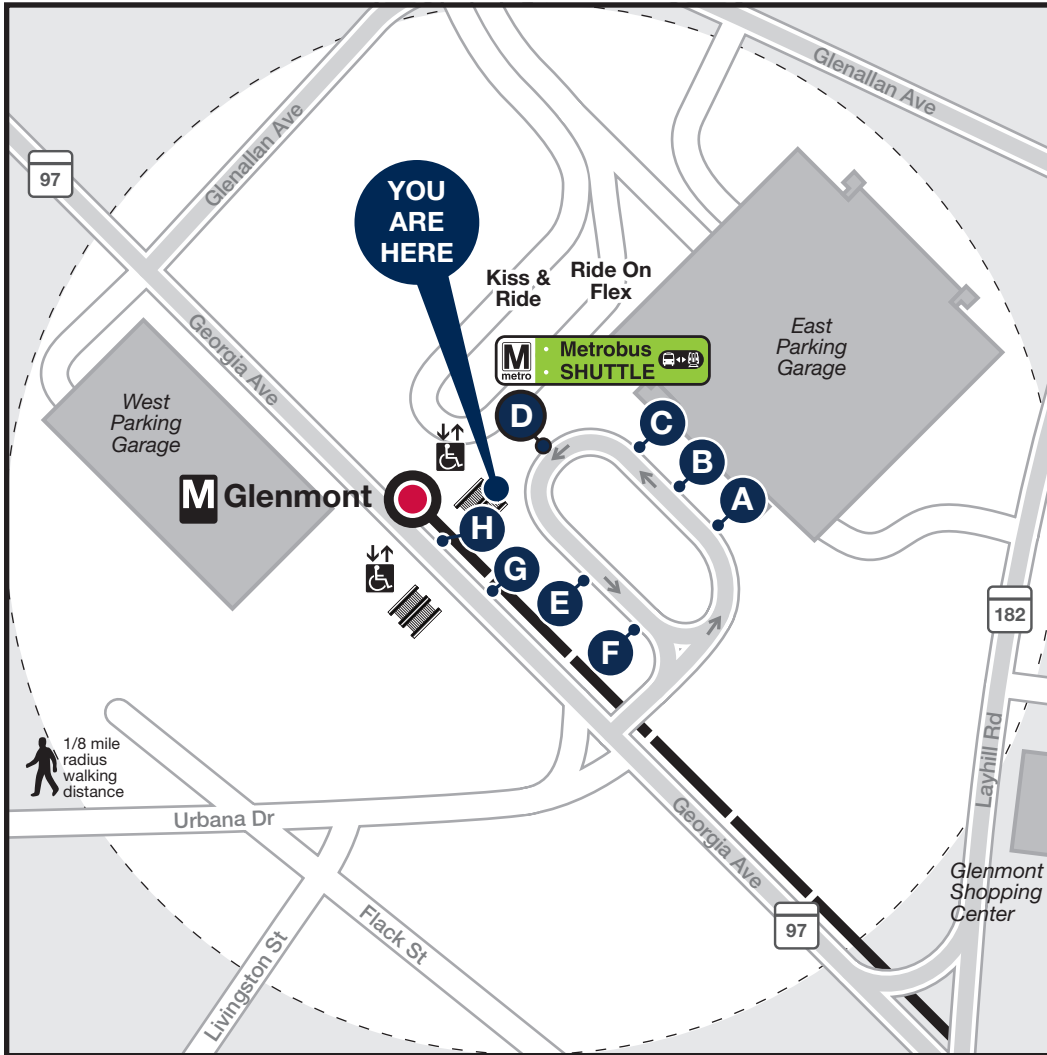 Glenallan Ave
Glenallan Ave
97
YOU
ARE
HERE
Kiss &
Ride
Ride On
Flex
M
metro
Metrobus
SHUTTLE
East
Parking
Garage
Georgia Ave
West
Parking
Garage
D
C
B
A
M Glenmont
H
G
E
F
182
Layhill Rd
1/8 mile
radius
walking
distance
Urbana Dr
Georgia Ave
Glenmont
Shopping
Center
97
Flack St
Livingston St